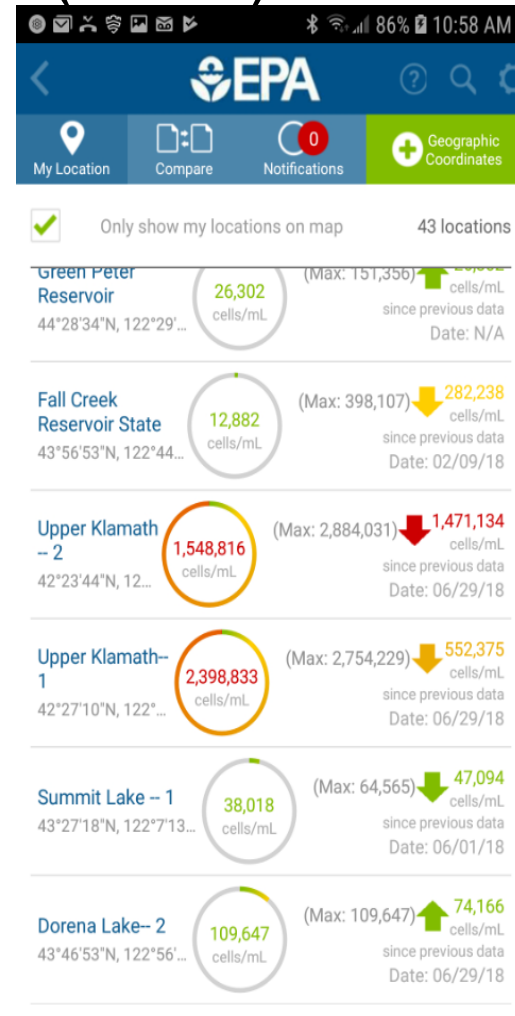 86% 10:58 AM
EPA
My Location
Compare
0
Notifications
Geographic
Coordinates
Only show my locations on map
43 locations
Green Peter
Reservoir
44°28'34"N, 122°29'...
26,302
cells/mL
(Max: 151,356)
cells/mL
since previous data
Date: N/A
Fall Creek
Reservoir State
43°56'53"N, 122°44...
12,882
cells/mL
(Max: 398,107)
282,238
cells/mL
since previous data
Date: 02/09/18
Upper Klamath
-- 2
42°23'44"N, 12...
1,548,816
cells/mL
(Max: 2,884,031)
1,471,134
cells/mL
since previous data
Date: 06/29/18
Upper Klamath--
1
42°27'10"N, 122°...
2,398,833
cells/mL
(Max: 2,754,229)
552,375
cells/mL
since previous data
Date: 06/29/18
Summit Lake -- 1
43°27'18"N, 122°7'13...
38,018
cells/mL
(Max: 64,565)
47,094
cells/mL
since previous data
Date: 06/01/18
Dorena Lake-- 2
43°46'53"N, 122°56'...
109,647
cells/mL
(Max: 109,647)
74,166
cells/mL
since previous data
Date: 06/29/18